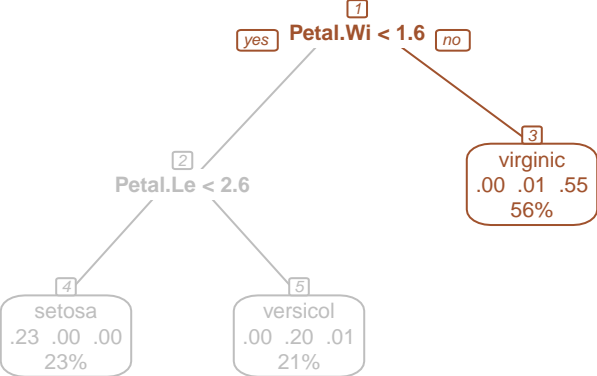 1
yes Petal.Wi < 1.6 no
3
virginic
.00 .01 .55
56%
2
Petal.Le < 2.6
4
setosa
.23 .00 .00
23%
5
versicol
.00 .20 .01
21%